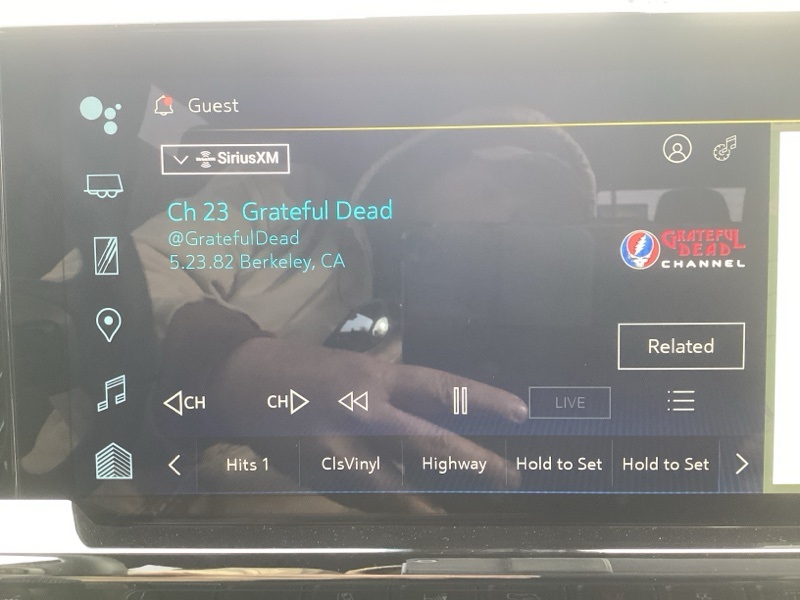 Guest
SiriusXM
Ch 23 Grateful Dead
@GratefulDead
5.23.82 Berkeley, CA
GRATEFUL
DEAD
CHANNEL
Related
CH
CH
LIVE
Hits 1
ClsVinyl
Highway
Hold to Set
Hold to Set